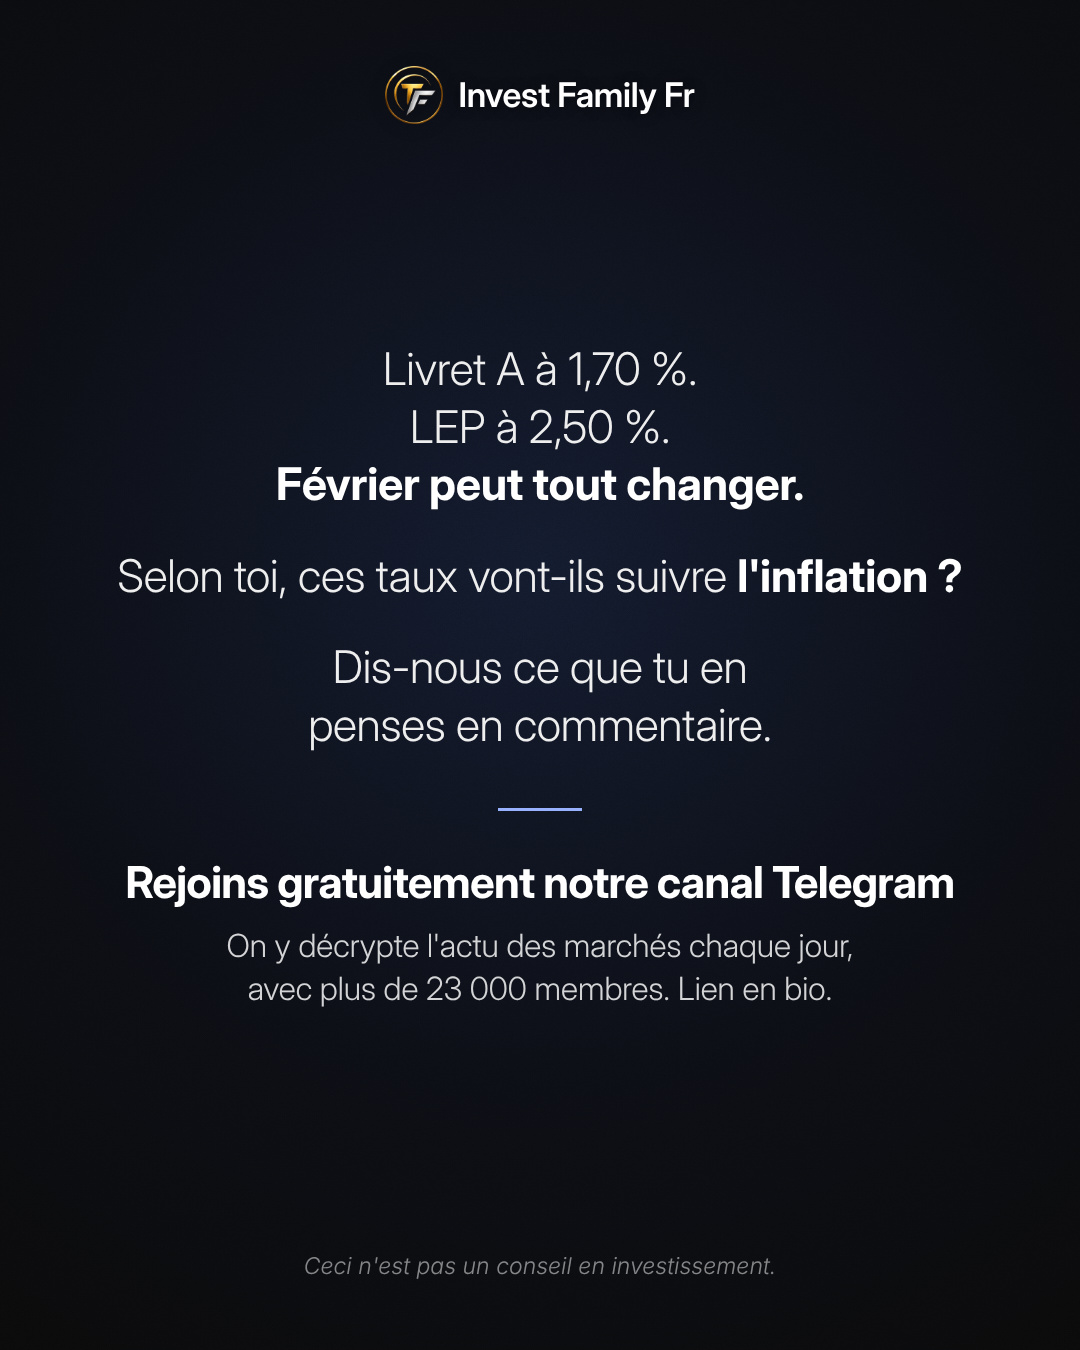 TF Invest Family Fr
Livret A à 1,70 %.
LEP à 2,50 %.
Février peut tout changer.
Selon toi, ces taux vont-ils suivre l'inflation ?
Dis-nous ce que tu en
penses en commentaire.
Rejoins gratuitement notre canal Telegram
On y décrypte l'actu des marchés chaque jour,
avec plus de 23 000 membres. Lien en bio.
Ceci n'est pas un conseil en investissement.